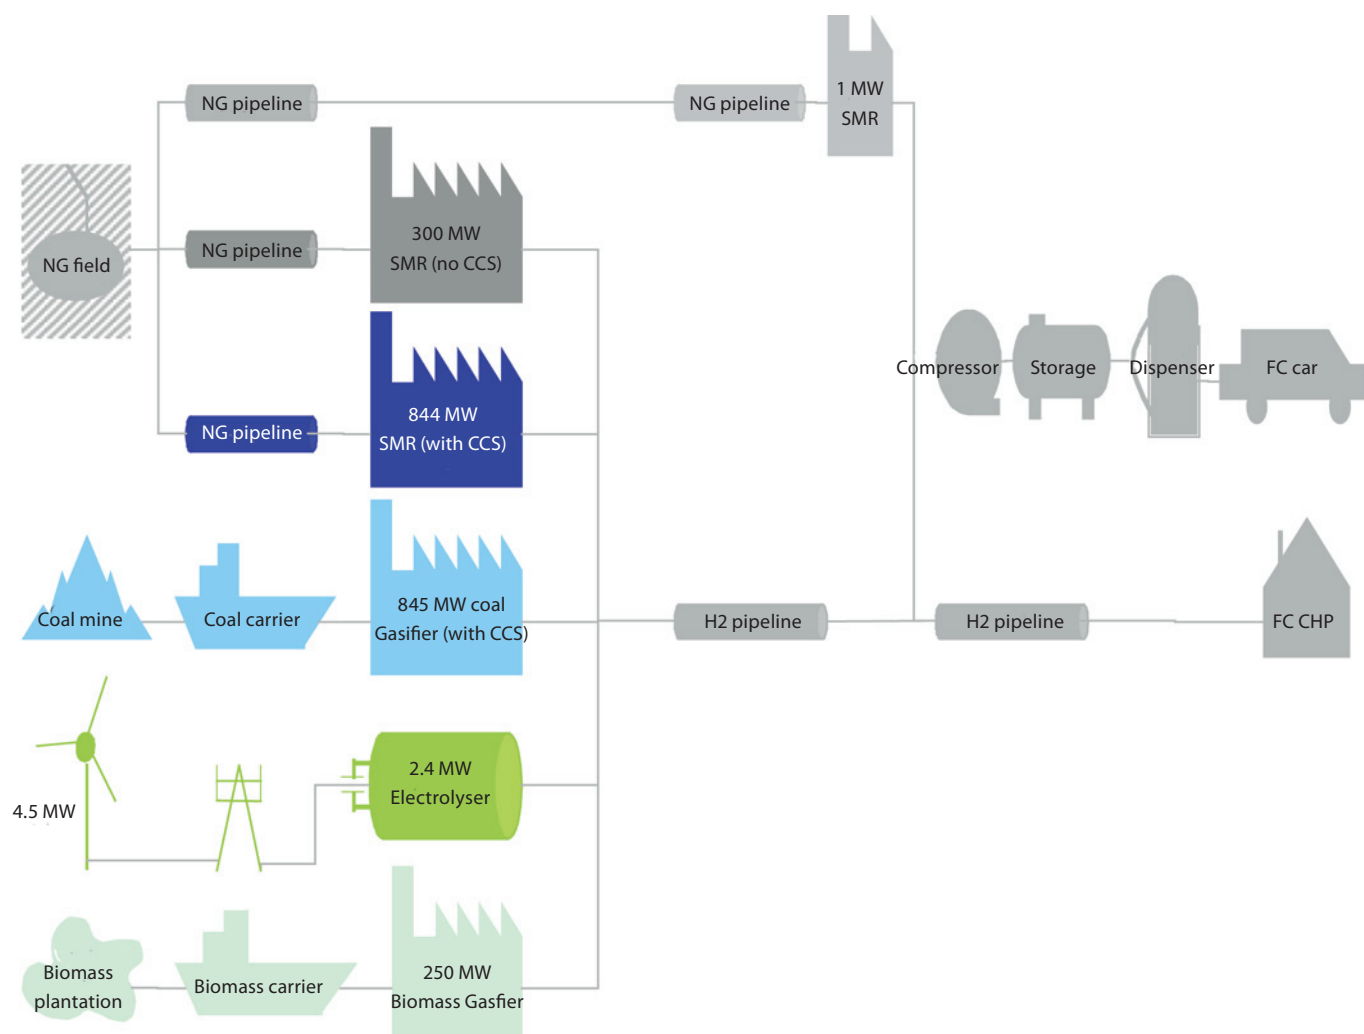 NG pipeline
NG pipeline
1 MW
SMR
NG field
NG pipeline
300 MW
SMR (no CCS)
NG pipeline
844 MW
SMR (with CCS)
Compressor
Storage
Dispenser
FC car
Coal mine
Coal carrier
845 MW coal
Gasifier (with CCS)
H2 pipeline
H2 pipeline
FC CHP
4.5 MW
2.4 MW
Electrolyser
Biomass
plantation
Biomass carrier
250 MW
Biomass Gasfier